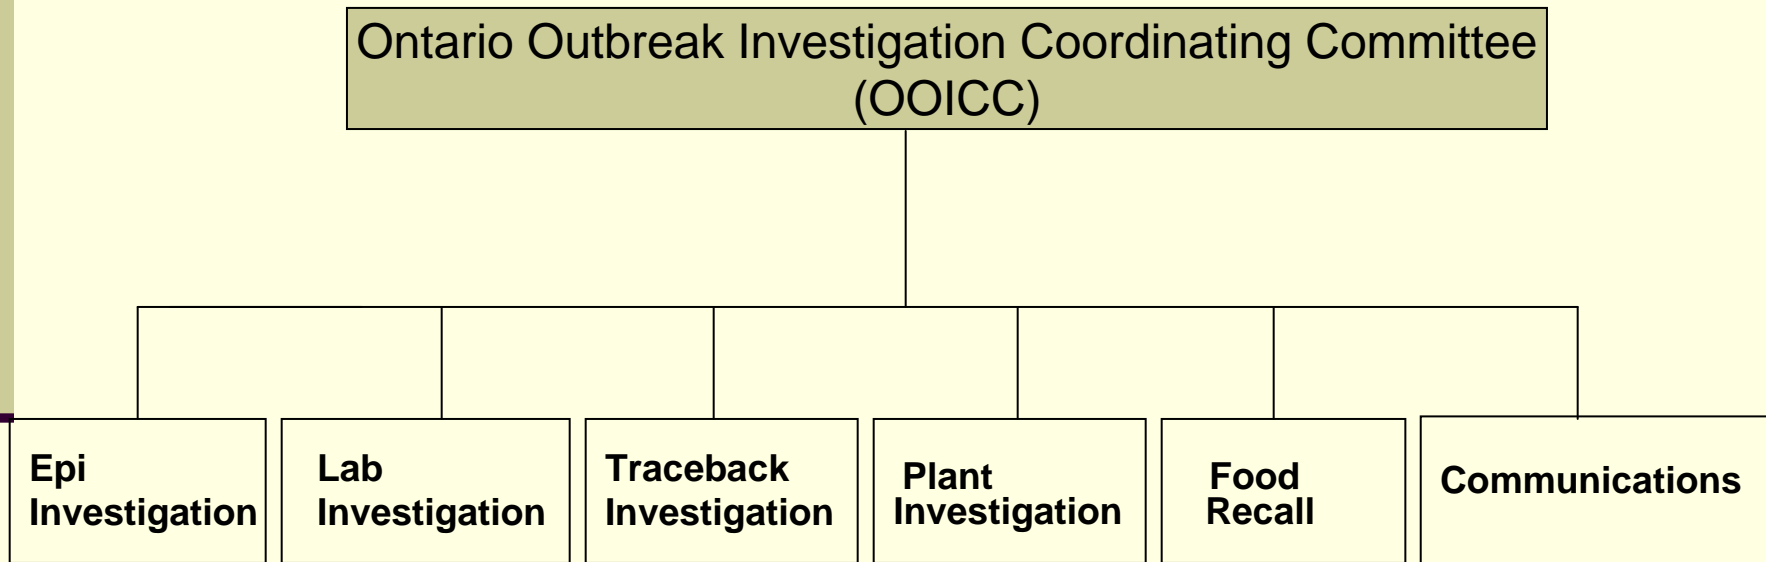 Ontario Outbreak Investigation Coordinating Committee
(OOICC)
Epi
Investigation
Lab
Investigation
Traceback
Investigation
Plant
Investigation
Food
Recall
Communications